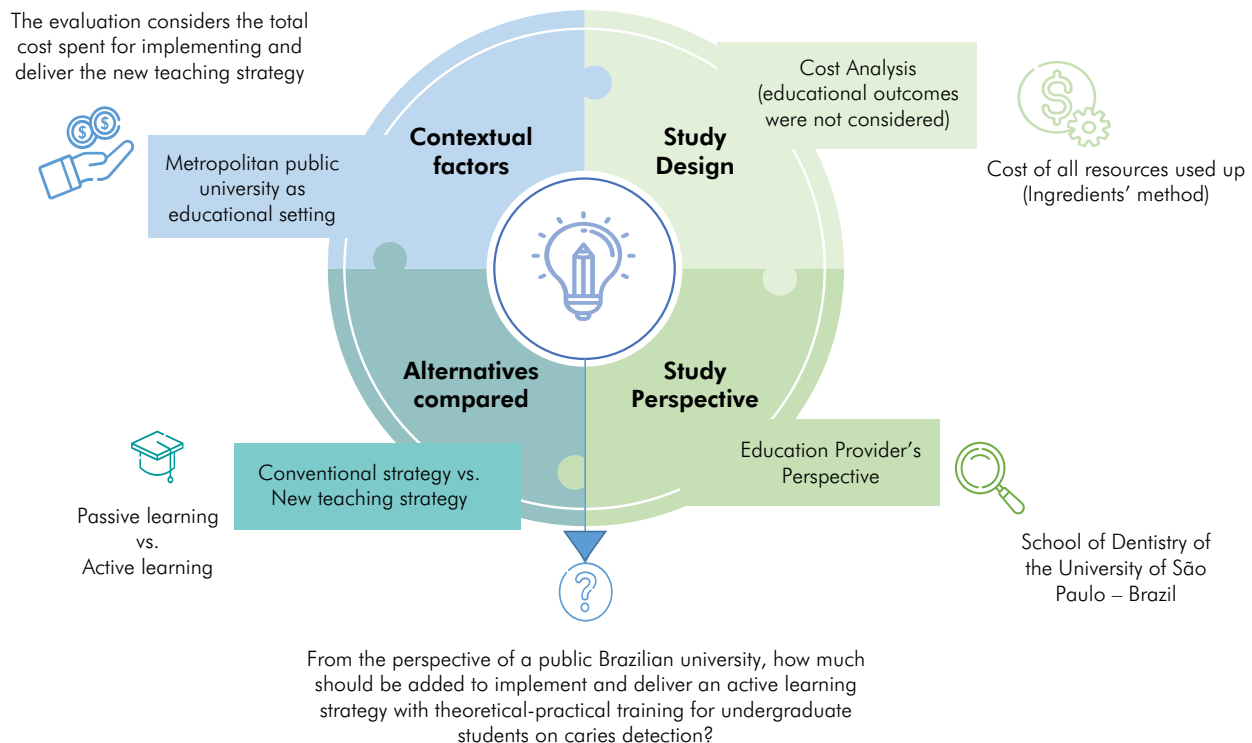 The evaluation considers the total
cost spent for implementing and
deliver the new teaching strategy
Metropolitan public
university as
educational setting
Contextual
factors
Study
Design
Cost Analysis
(educational outcomes
were not considered)
Cost of all resources used up
(Ingredients’ method)
Alternatives
compared
Conventional strategy vs.
New teaching strategy
Passive learning
vs.
Active learning
Study
Perspective
Education Provider’s
Perspective
School of Dentistry of
the University of São
Paulo – Brazil
?
From the perspective of a public Brazilian university, how much
should be added to implement and deliver an active learning
strategy with theoretical-practical training for undergraduate
students on caries detection?